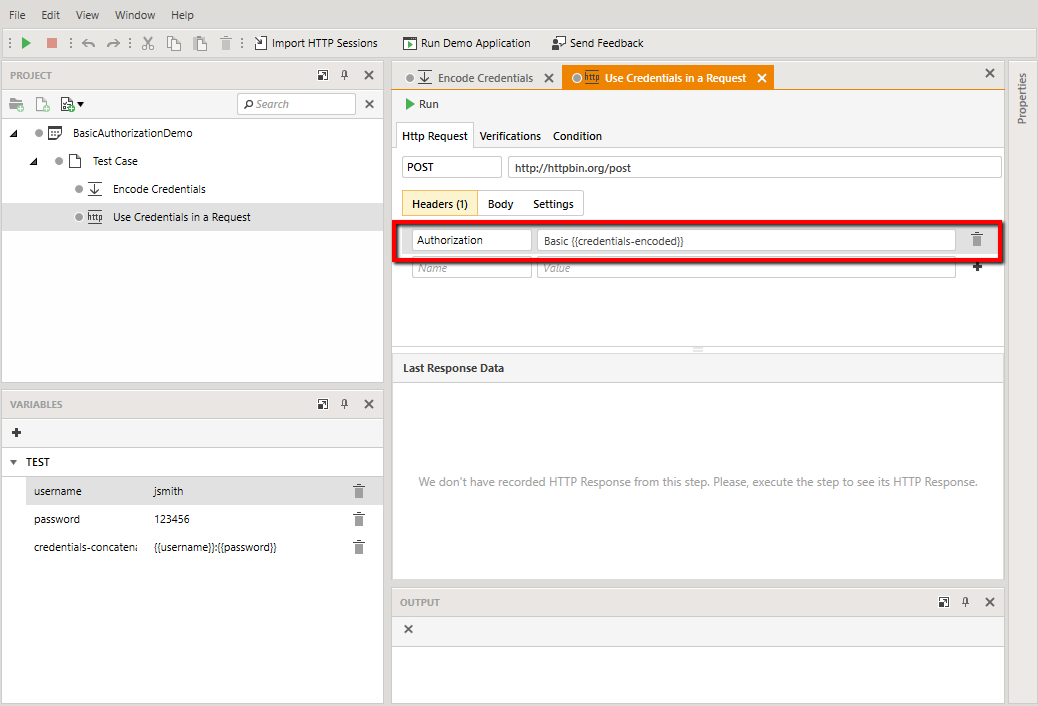 File Edit View Window Help
Import HTTP Sessions Run Demo Application Send Feedback
PROJECT
Search
BasicAuthorizationDemo
Test Case
Encode Credentials
http Use Credentials in a Request
VARIABLES
TEST
username jsmith
password 123456
credentials-concatena {{username}}:{{password}}
Encode Credentials http Use Credentials in a Request
Run
Http Request Verifications Condition
POST http://httpbin.org/post
Headers (1) Body Settings
Authorization Basic {{credentials-encoded}}
Name Value
Last Response Data
We don't have recorded HTTP Response from this step. Please, execute the step to see its HTTP Response.
OUTPUT
Properties